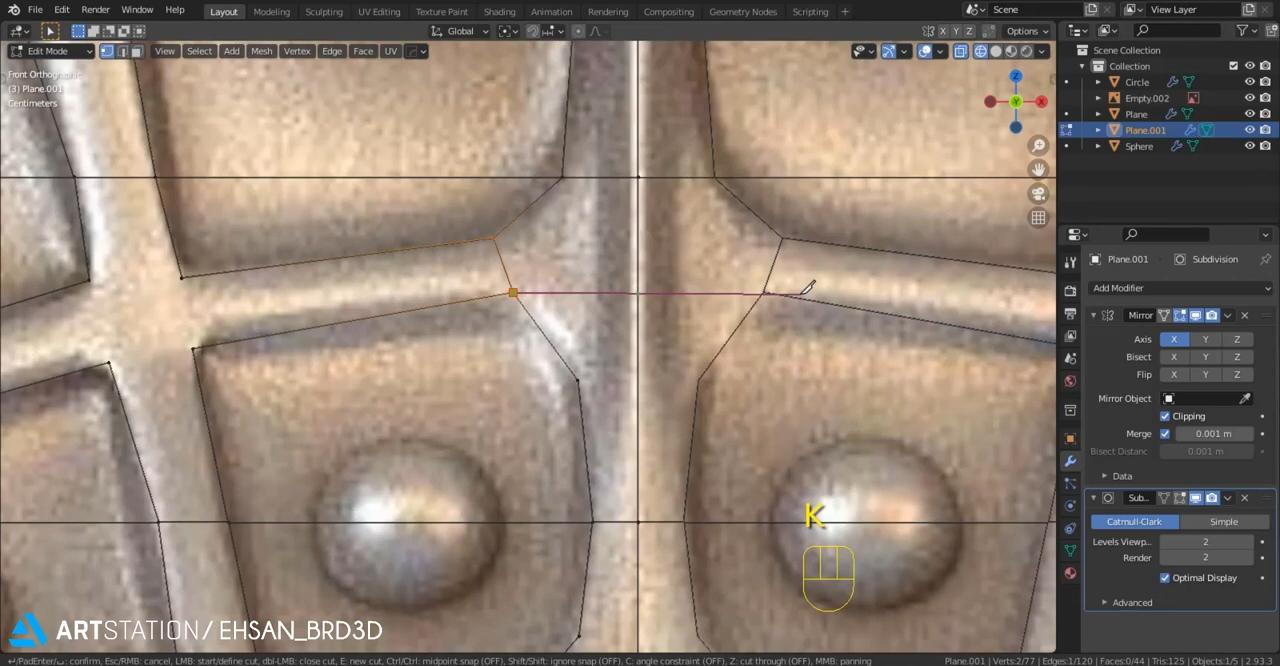 File Edit Render Window Help Layout Modeling Sculpting UV Editing Texture Paint Shading Animation Rendering Compositing Geometry Nodes Scripting + Scene View Layer
Global X Y Z Options
Edit Mode View Select Add Mesh Vertex Edge Face UV
Front Orthographic
(3) Plane.001
Centimeters
Z
Y
X
Scene Collection
Collection
Circle
Empty.002
Plane
Plane.001
Sphere
Plane.001 Subdivision
Add Modifier
Mirror
Axis X Y Z
Bisect X Y Z
Flip X Y Z
Mirror Object
Clipping
Merge 0.001 m
Bisect Distanc 0.001 m
Data
Sub...
Catmull-Clark Simple
Levels Viewp... 2
Render 2
Optimal Display
Advanced
K
ARTSTATION/EHSAN_BRD3D
/PadEnter/: confirm, Esc/RMB: cancel, LMB: start/define cut, dbl-LMB: close cut, E: new cut, Ctrl/Ctrl: midpoint snap (OFF), Shift/Shift: ignore snap (OFF), C: angle constraint (OFF), Z: cut through (OFF), MMB: panning Plane.001 | Verts:2/77 | Edges:1/120 | Faces:0/44 | Tris:125 | Objects:1/5 | 2.93.3